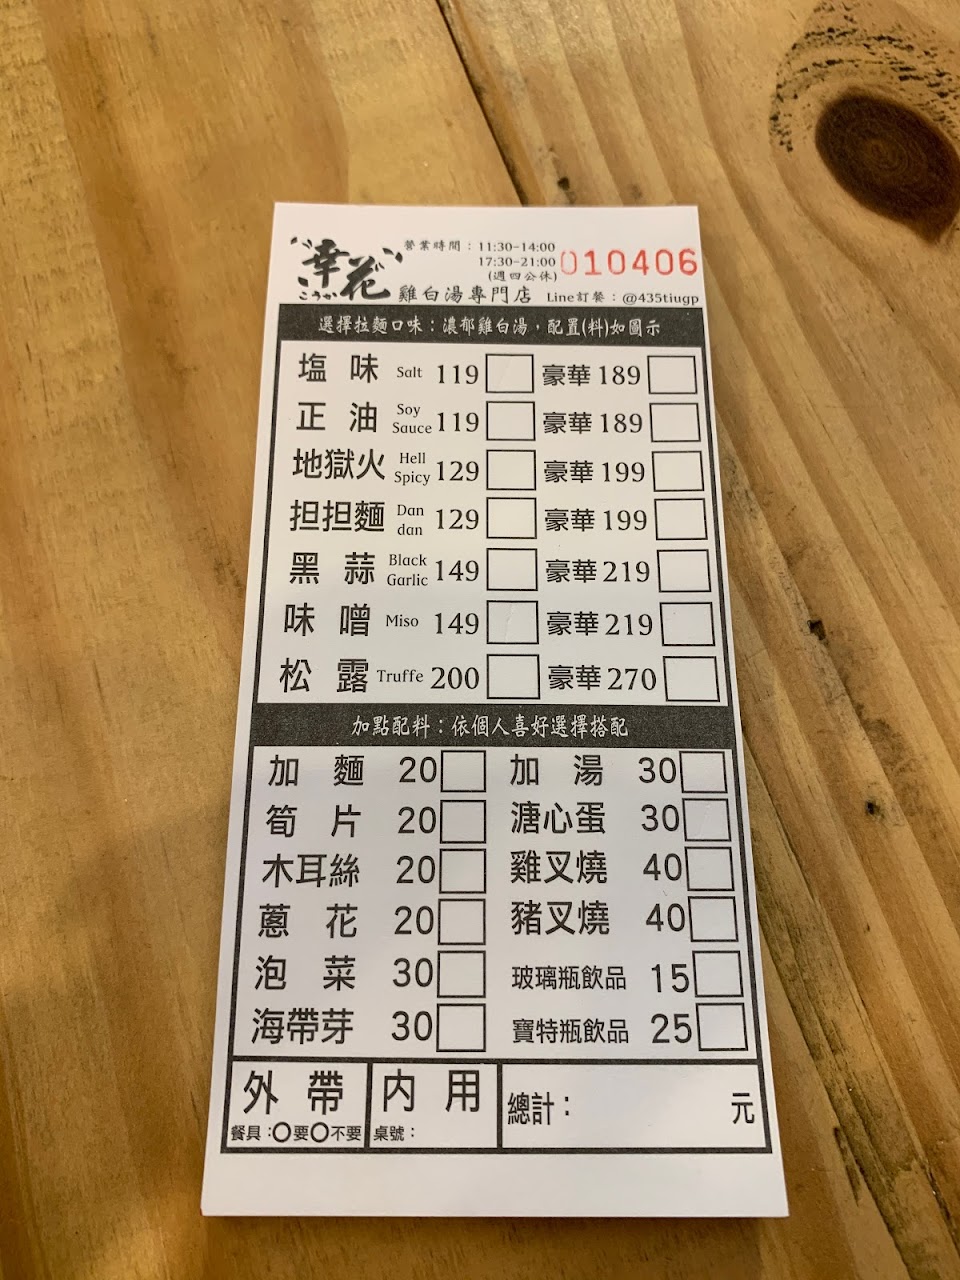 幸花 營業時間：11:30-14:00
こうか 17:30-21:00 010406
(週四公休)
雞白湯專門店 Line訂餐：@435tiugp
選擇拉麵口味：濃郁雞白湯，配置(料)如圖示
塩味 Salt 119 豪華 189
正油 Soy Sauce 119 豪華 189
地獄火 Hell Spicy 129 豪華 199
担担麵 Dan dan 129 豪華 199
黑蒜 Black Garlic 149 豪華 219
味噌 Miso 149 豪華 219
松露 Truffe 200 豪華 270
加點配料：依個人喜好選擇搭配
加麵 20 加湯 30
筍片 20 溏心蛋 30
木耳絲 20 雞叉燒 40
蔥花 20 豬叉燒 40
泡菜 30 玻璃瓶飲品 15
海帶芽 30 寶特瓶飲品 25
外帶 內用 總計： 元
餐具：○要○不要 桌號：